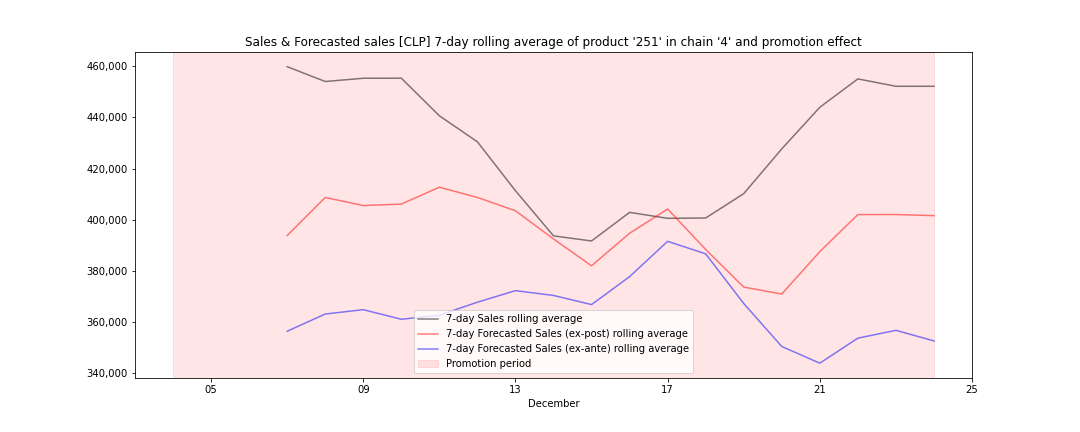 Sales & Forecasted sales [CLP] 7-day rolling average of product '251' in chain '4' and promotion effect
460,000
440,000
420,000
400,000
380,000
360,000
340,000
7-day Sales rolling average
7-day Forecasted Sales (ex-post) rolling average
7-day Forecasted Sales (ex-ante) rolling average
Promotion period
05 09 13 17 21 25
December